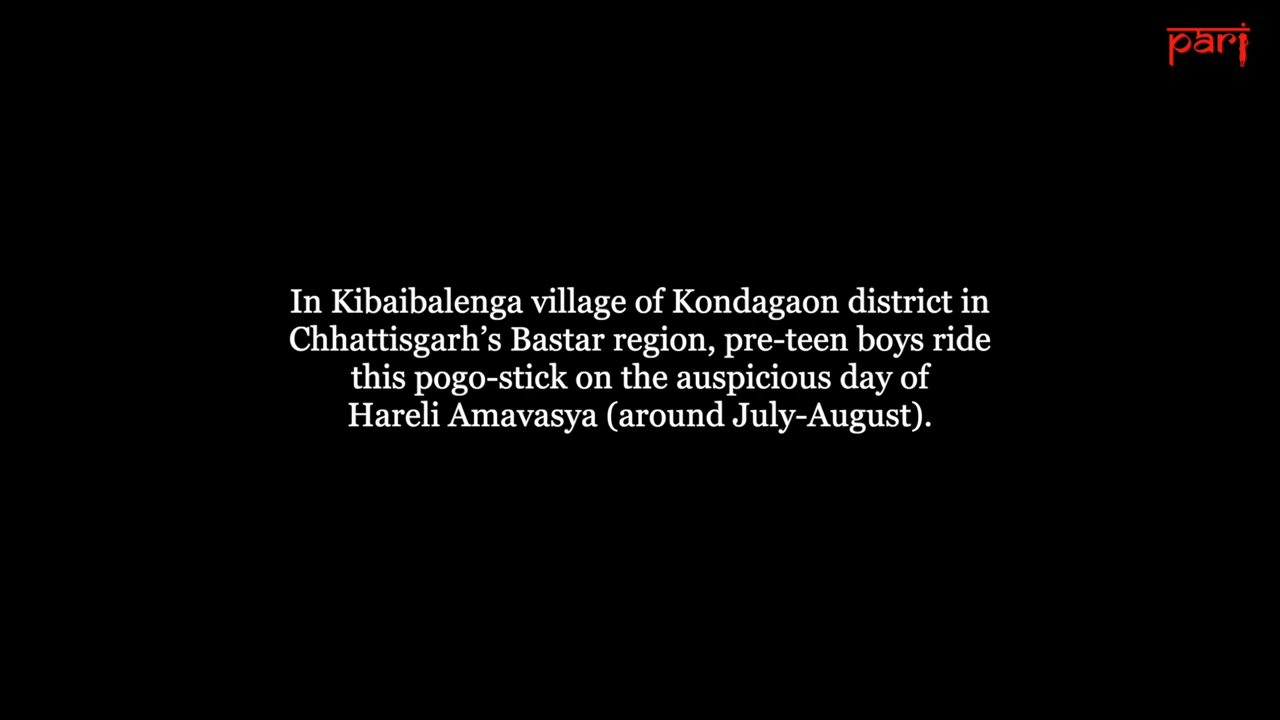 pari
In Kibaibalenga village of Kondagaon district in
Chhattisgarh’s Bastar region, pre-teen boys ride
this pogo-stick on the auspicious day of
Hareli Amavasya (around July-August).